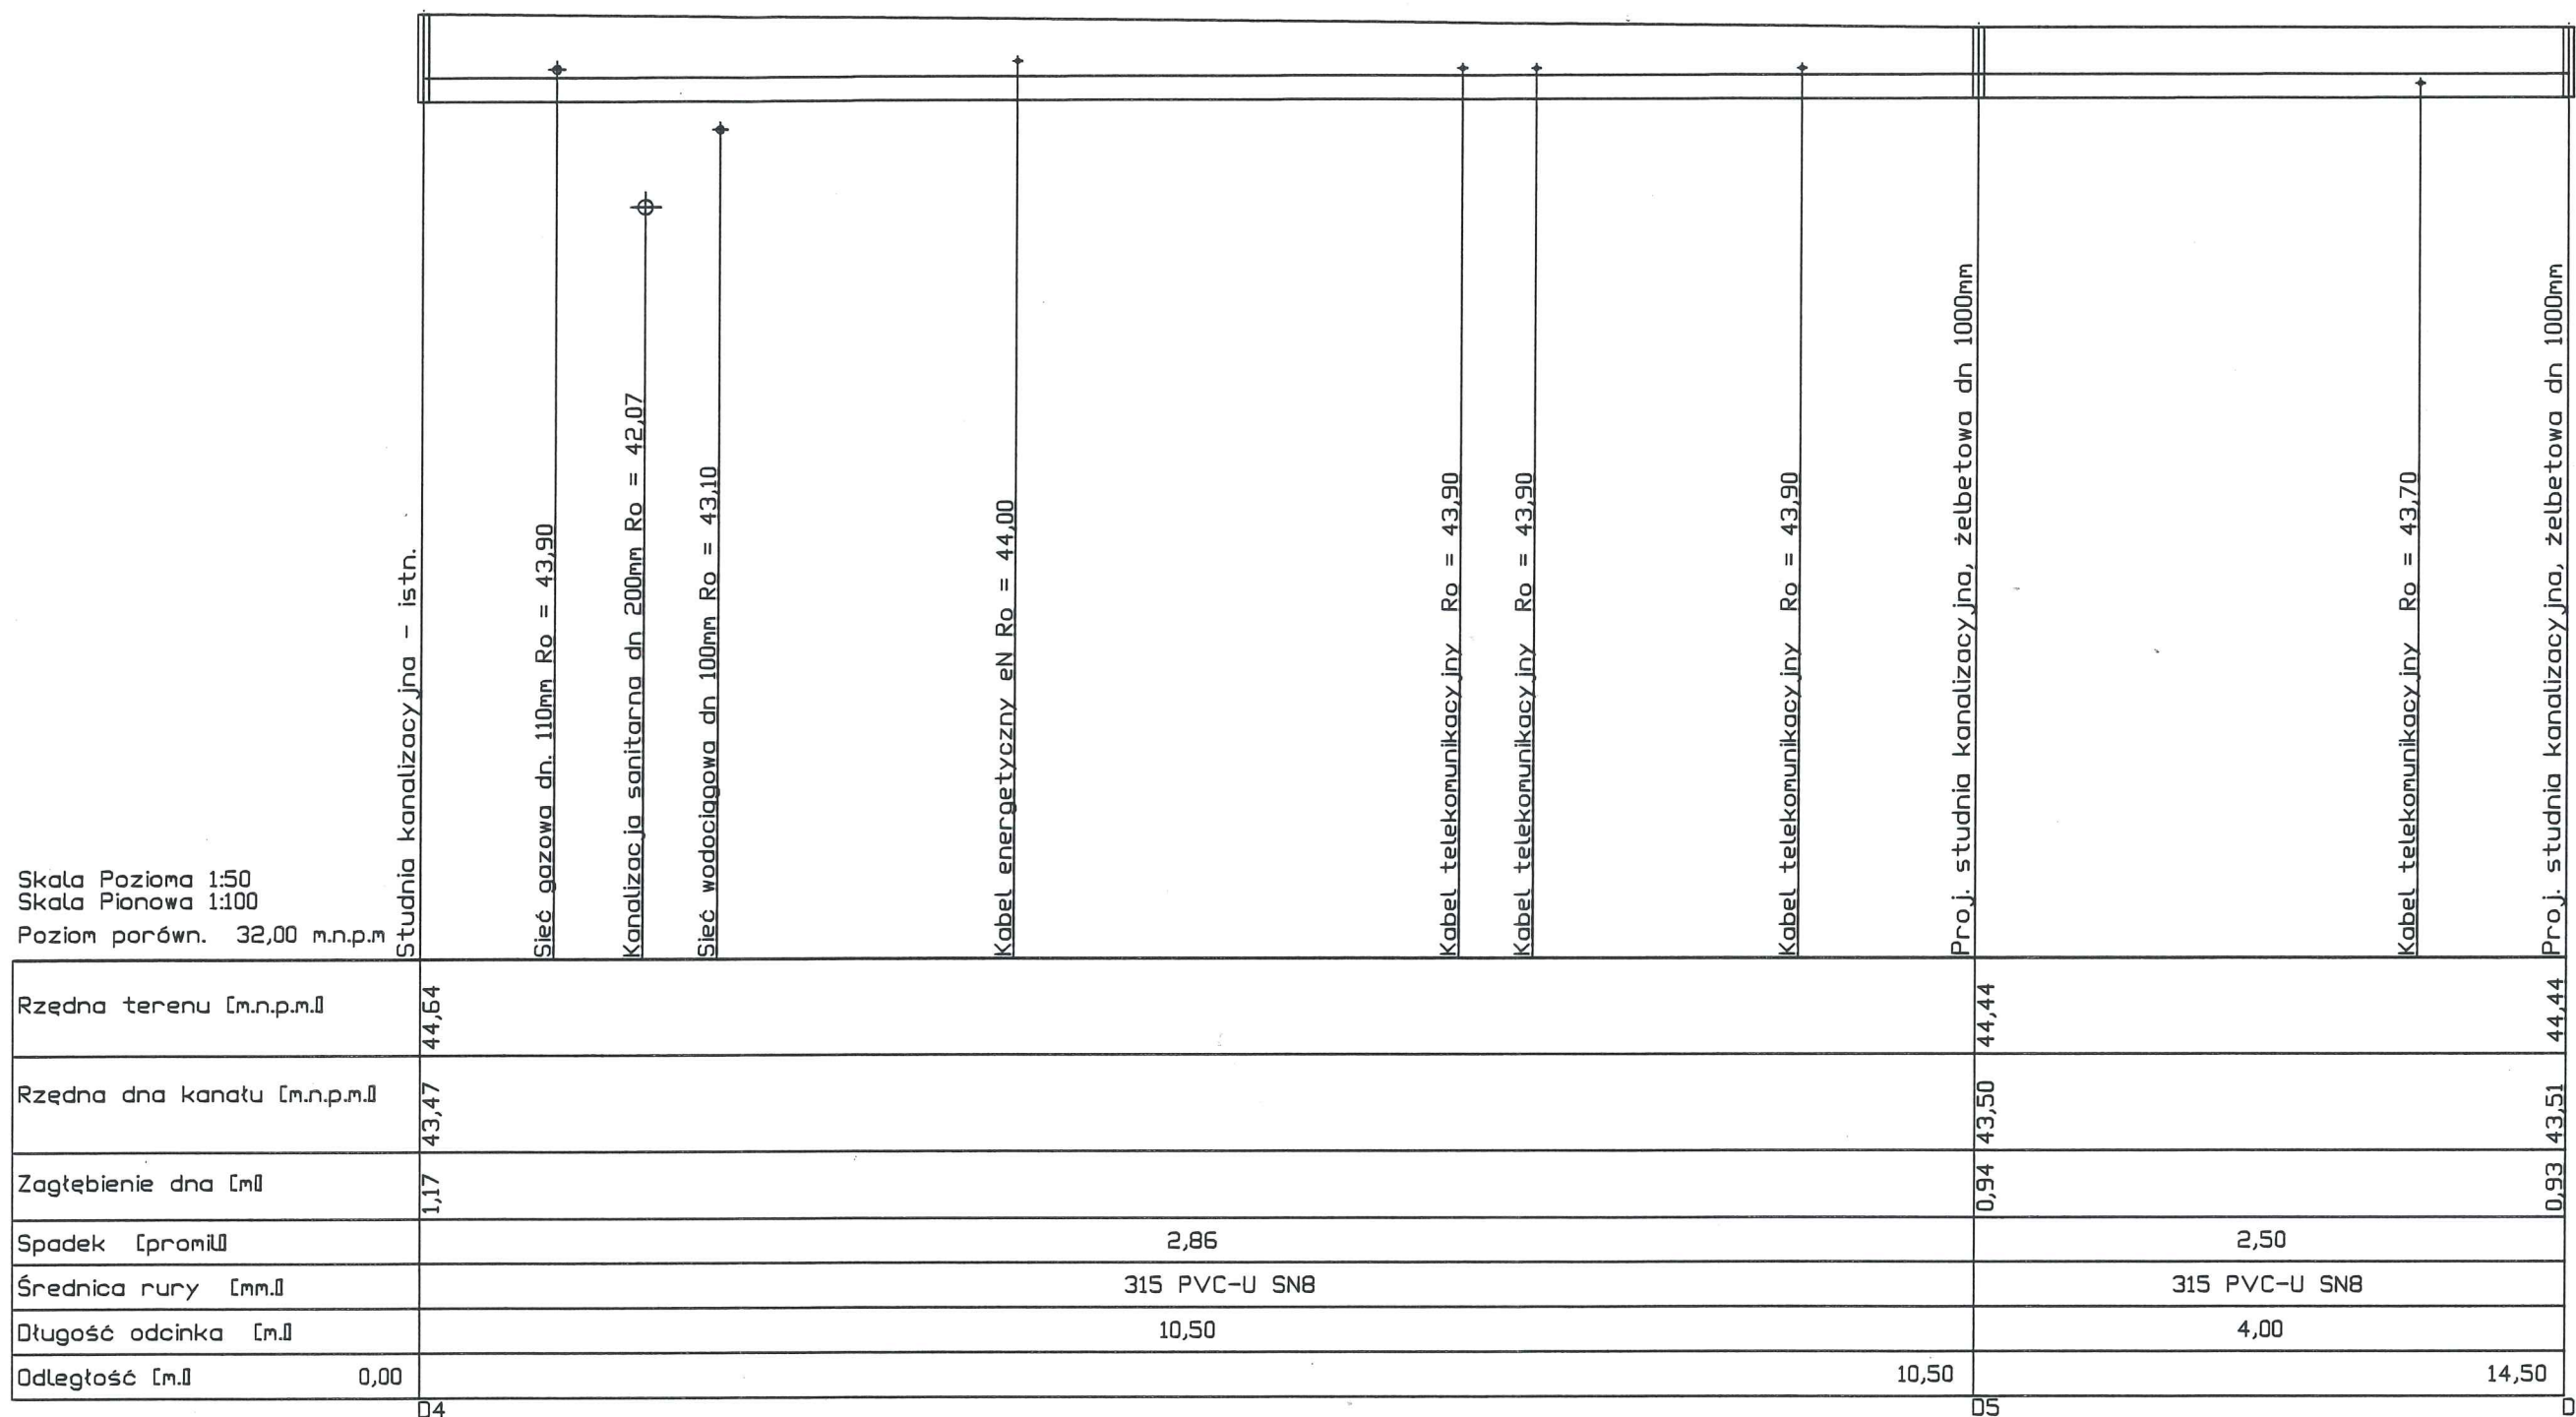 Studnia kanalizacyjna - istn.
Sieć gazowa dn. 110mm Ro = 43,90
Kanalizacja sanitarna dn 200mm Ro = 42,07
Sieć wodociągowa dn 100mm Ro = 43,10
Kabel energetyczny eN Ro = 44,00
Kabel telekomunikacyjny Ro = 43,90
Kabel telekomunikacyjny Ro = 43,90
Kabel telekomunikacyjny Ro = 43,90
Proj. studnia kanalizacyjna, żelbetowa dn 1000mm
Kabel telekomunikacyjny Ro = 43,70
Proj. studnia kanalizacyjna, żelbetowa dn 1000mm
Skala Pozioma 1:50
Skala Pionowa 1:100
Poziom porówn. 32,00 m.n.p.m
Rzędna terenu [m.n.p.m.] 44,64 44,44 44,44
Rzędna dna kanału [m.n.p.m.] 43,47 43,50 43,51
Zagłębienie dna [m] 1,17 0,94 0,93
Spadek [promil] 2,86 2,50
Średnica rury [mm.] 315 PVC-U SN8 315 PVC-U SN8
Długość odcinka [m.] 10,50 4,00
Odległość [m.] 0,00 10,50 14,50
D4 D5